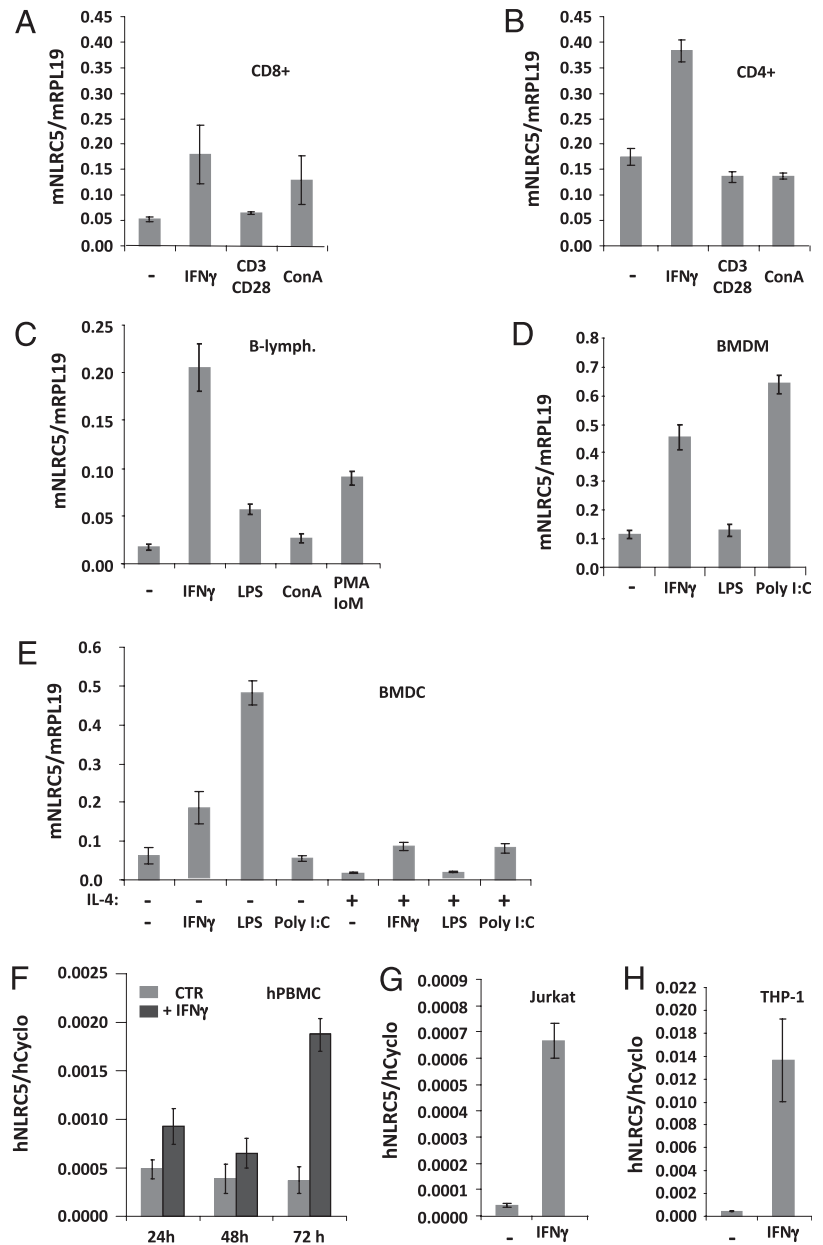 A
mNLRC5/mRPL19
0.45
0.40
0.35
0.30
0.25
0.20
0.15
0.10
0.05
0.00
CD8+
- IFNγ CD3 ConA
CD28
B
mNLRC5/mRPL19
0.45
0.40
0.35
0.30
0.25
0.20
0.15
0.10
0.05
0.00
CD4+
- IFNγ CD3 ConA
CD28
C
mNLRC5/mRPL19
0.25
0.20
0.15
0.10
0.05
0.00
B-lymph.
- IFNγ LPS ConA PMA
IoM
D
mNLRC5/mRPL19
0.8
0.7
0.6
0.5
0.4
0.3
0.2
0.1
0.0
BMDM
- IFNγ LPS Poly I:C
E
mNLRC5/mRPL19
0.6
0.5
0.4
0.3
0.2
0.1
0.0
BMDC
IL-4: - - - - + + + +
- IFNγ LPS Poly I:C - IFNγ LPS Poly I:C
F
hNLRC5/hCyclo
0.0025
0.0020
0.0015
0.0010
0.0005
0.0000
CTR
+ IFNγ
hPBMC
24h 48h 72 h
G
hNLRC5/hCyclo
0.0009
0.0008
0.0007
0.0006
0.0005
0.0004
0.0003
0.0002
0.0001
0.0000
Jurkat
- IFNγ
H
hNLRC5/hCyclo
0.022
0.020
0.018
0.016
0.014
0.012
0.010
0.008
0.006
0.004
0.002
0.000
THP-1
- IFNγ